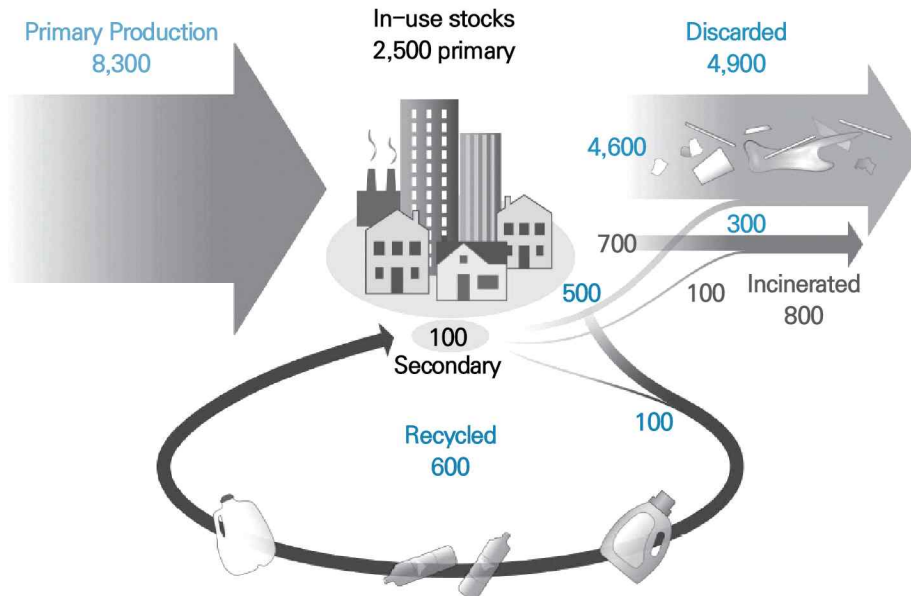 Primary Production
8,300
In-use stocks
2,500 primary
Discarded
4,900
4,600
300
700
500
100
Incinerated
800
100
Secondary
100
Recycled
600